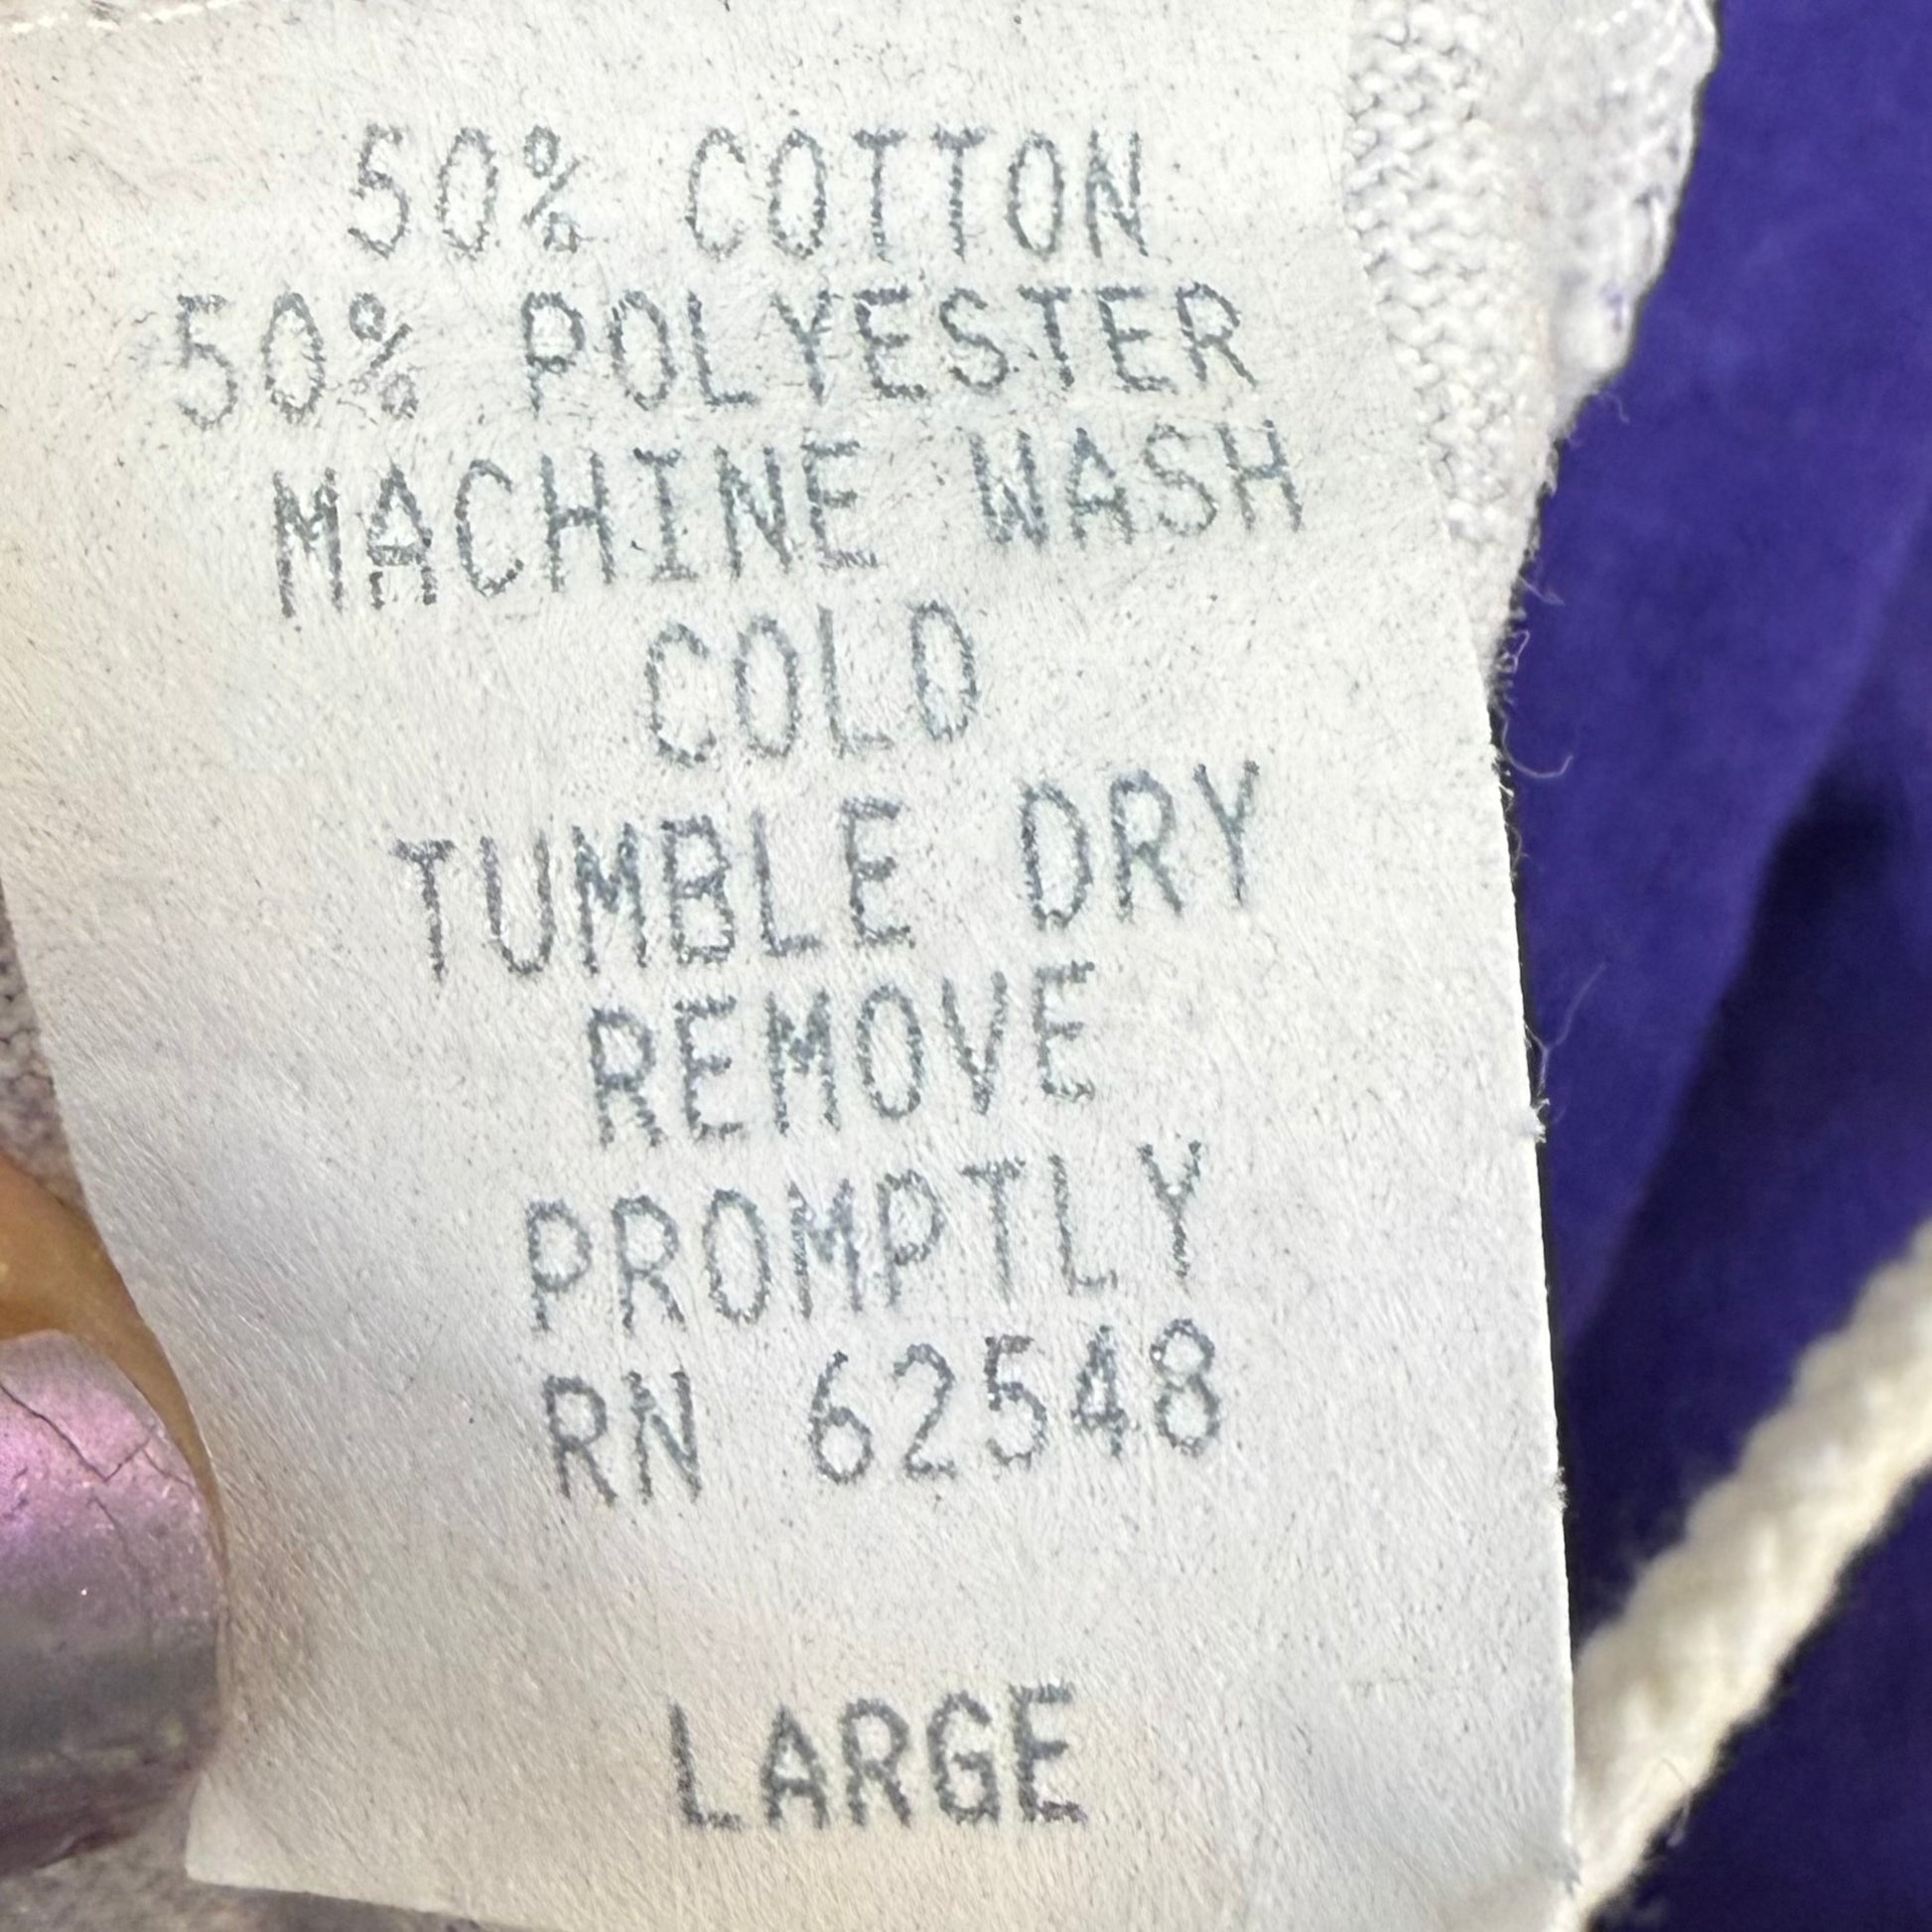 50% COTTON
50% POLYESTER
MACHINE WASH
COLD
TUMBLE DRY
REMOVE
PROMPTLY
RN 62548
LARGE